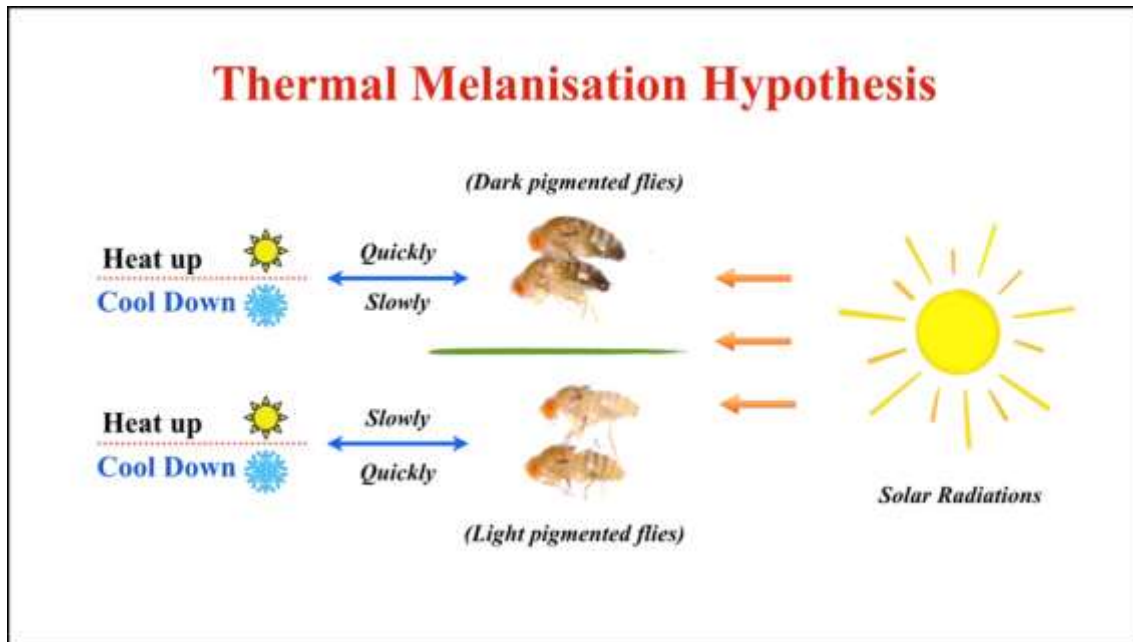 Thermal Melanisation Hypothesis
(Dark pigmented flies)
Heat up
Cool Down
Quickly
Slowly
Heat up
Cool Down
Slowly
Quickly
(Light pigmented flies)
Solar Radiations